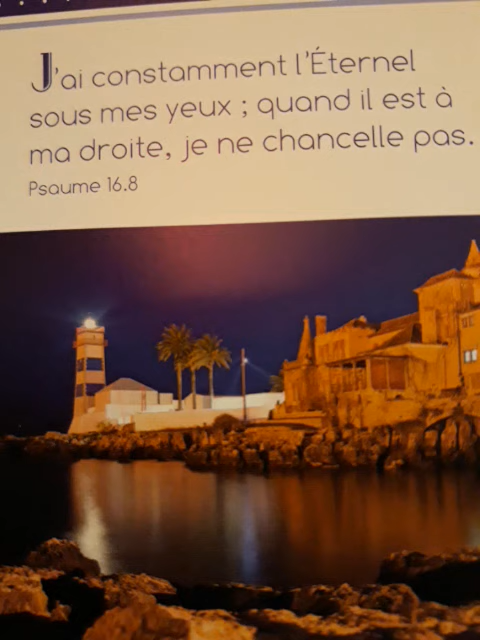 J'ai constamment l'Éternel
sous mes yeux ; quand il est à
ma droite, je ne chancelle pas.
Psaume 16.8